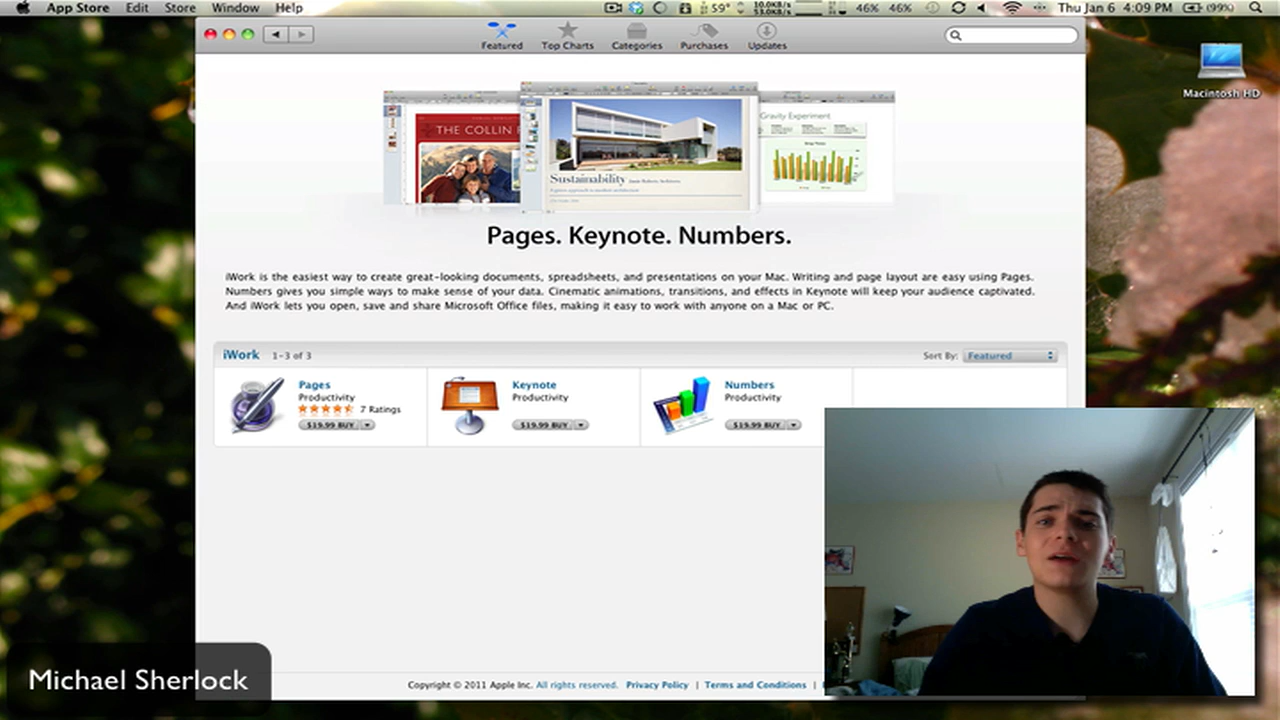 App Store Edit Store Window Help
59° 10.0KB/s 53.0KB/s 46% 46% Thu Jan 6 4:09 PM (99%)
Featured Top Charts Categories Purchases Updates
Macintosh HD
THE COLLIN
Sustainability
Gravity Experiment
Pages. Keynote. Numbers.
iWork is the easiest way to create great-looking documents, spreadsheets, and presentations on your Mac. Writing and page layout are easy using Pages.
Numbers gives you simple ways to make sense of your data. Cinematic animations, transitions, and effects in Keynote will keep your audience captivated.
And iWork lets you open, save and share Microsoft Office files, making it easy to work with anyone on a Mac or PC.
iWork 1-3 of 3 Sort By: Featured
Pages
Productivity
7 Ratings
$19.99 BUY
Keynote
Productivity
$19.99 BUY
Numbers
Productivity
$19.99 BUY
Michael Sherlock
Copyright © 2011 Apple Inc. All rights reserved. Privacy Policy | Terms and Conditions |